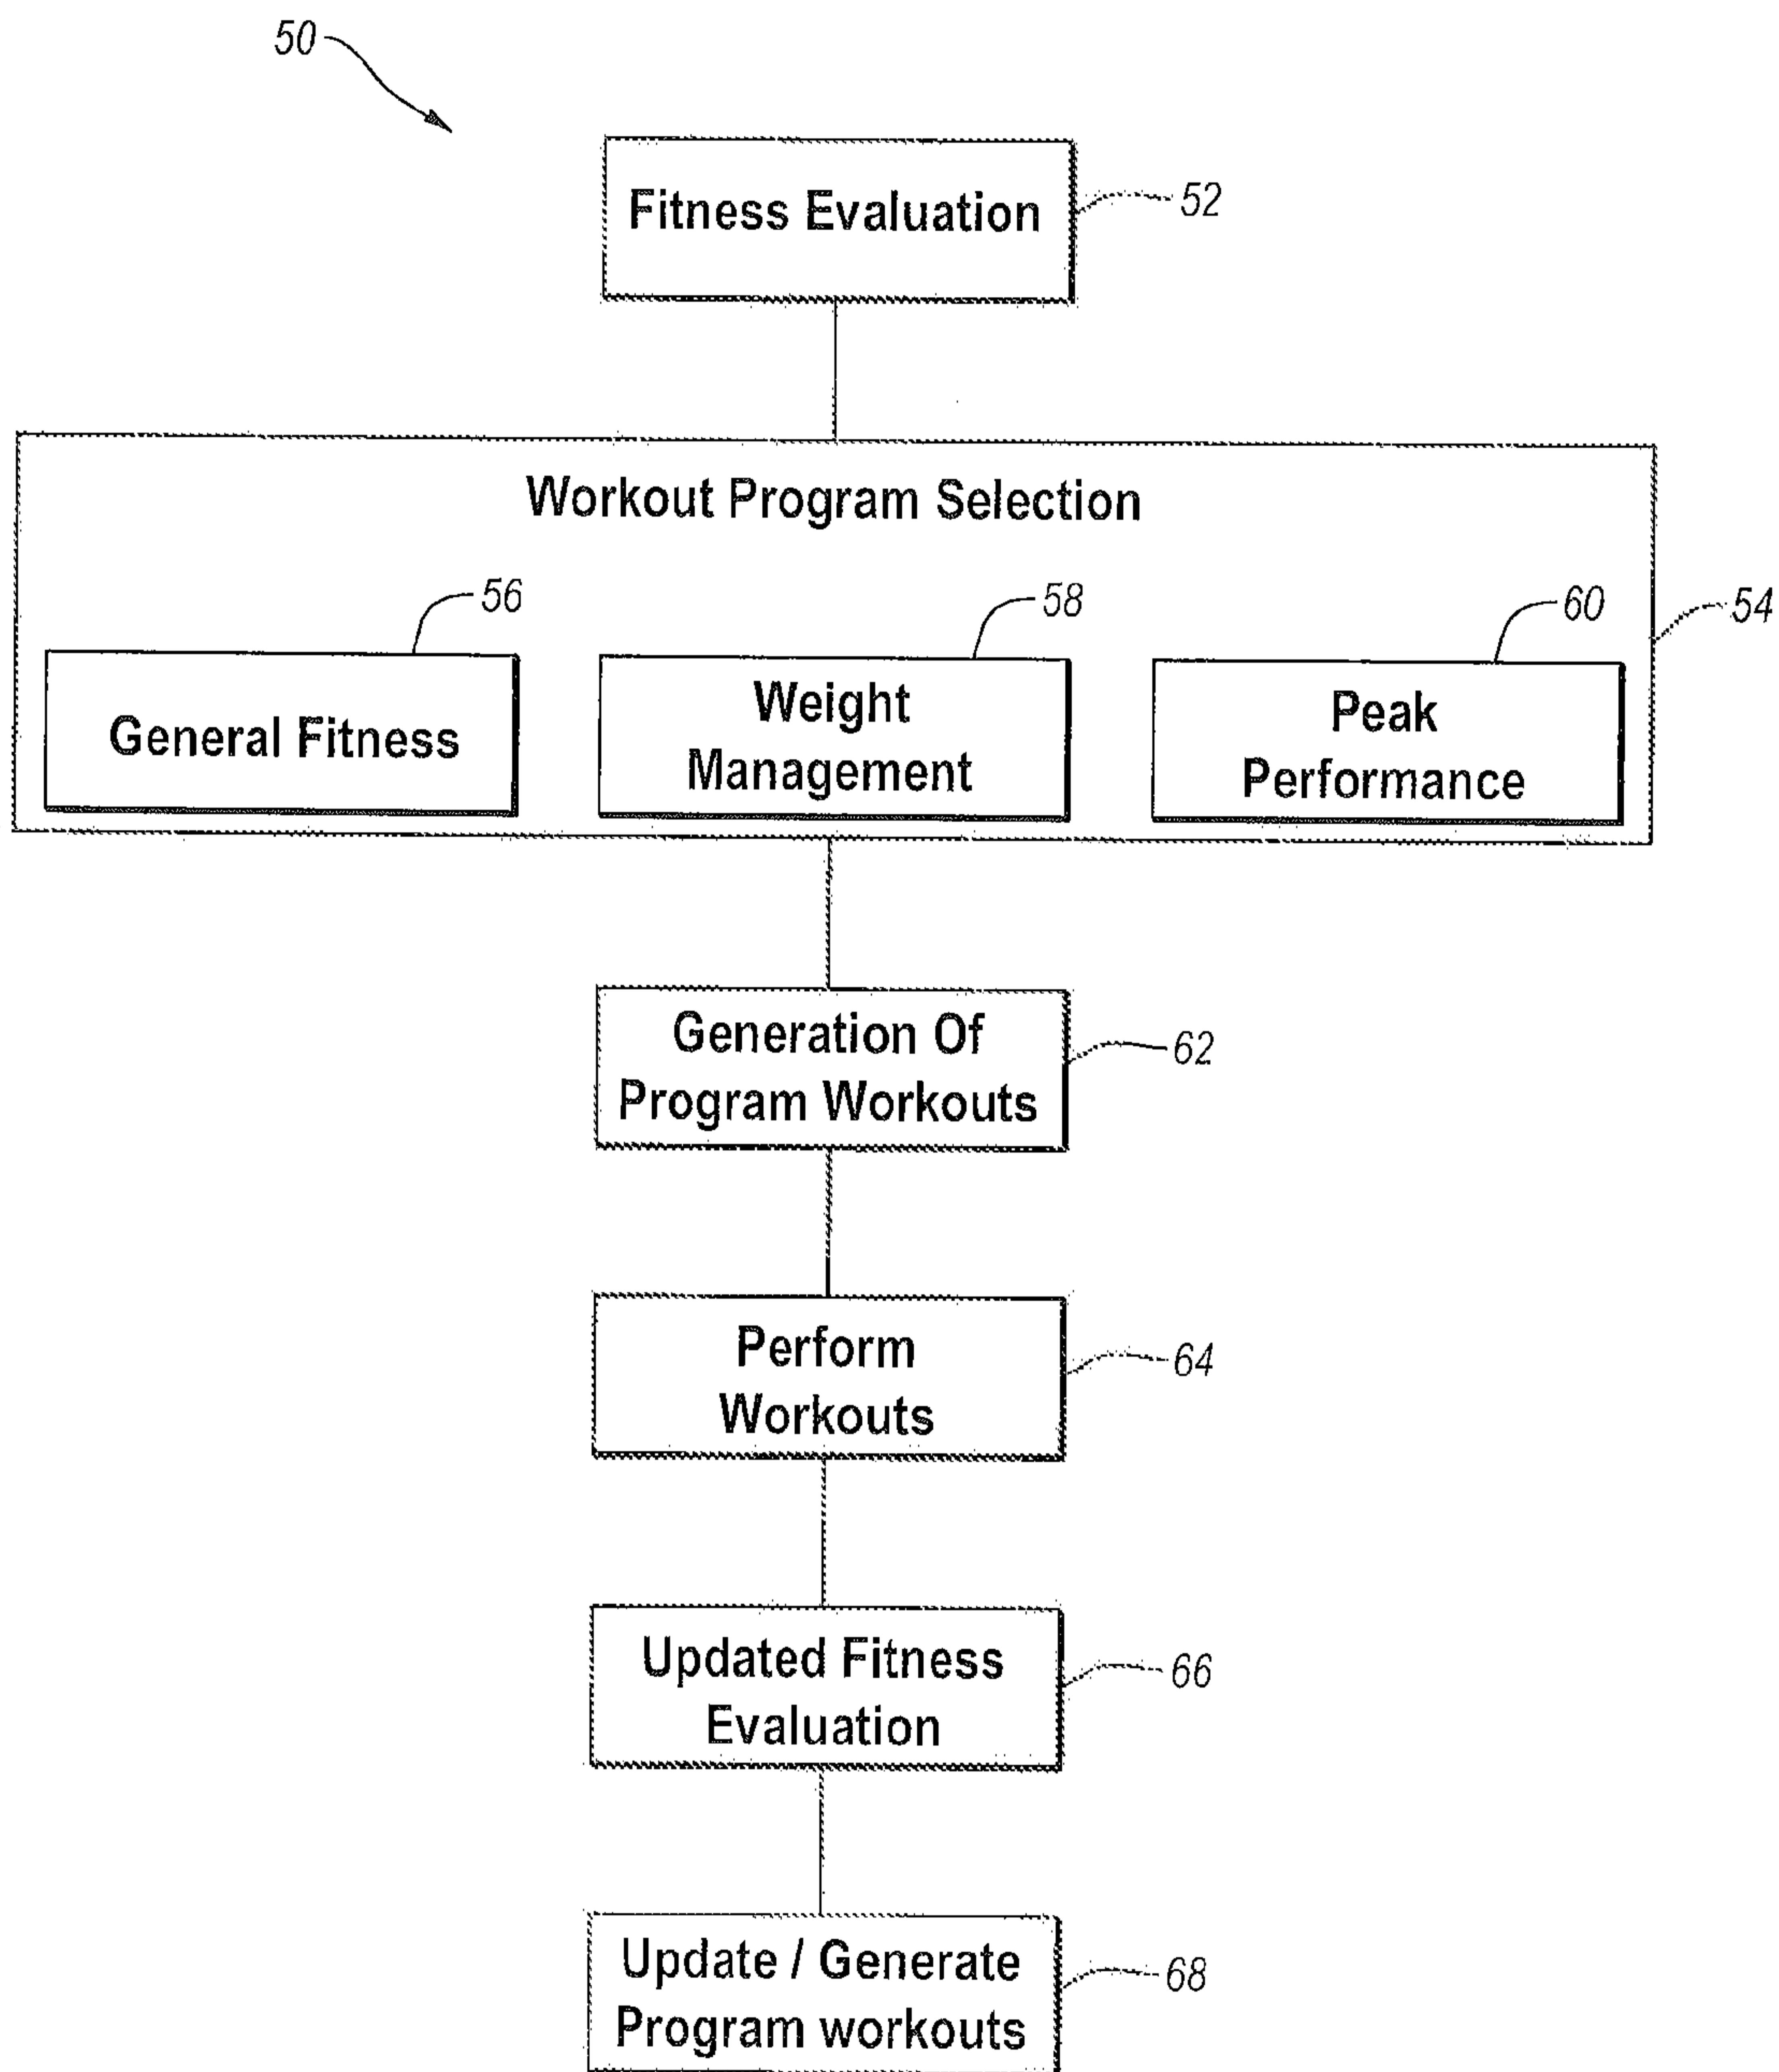 50
Fitness Evaluation
52
Workout Program Selection
56
58
60
54
General Fitness
Weight
Management
Peak
Performance
Generation Of
Program Workouts
62
Perform
Workouts
64
Updated Fitness
Evaluation
66
Update / Generate
Program workouts
68